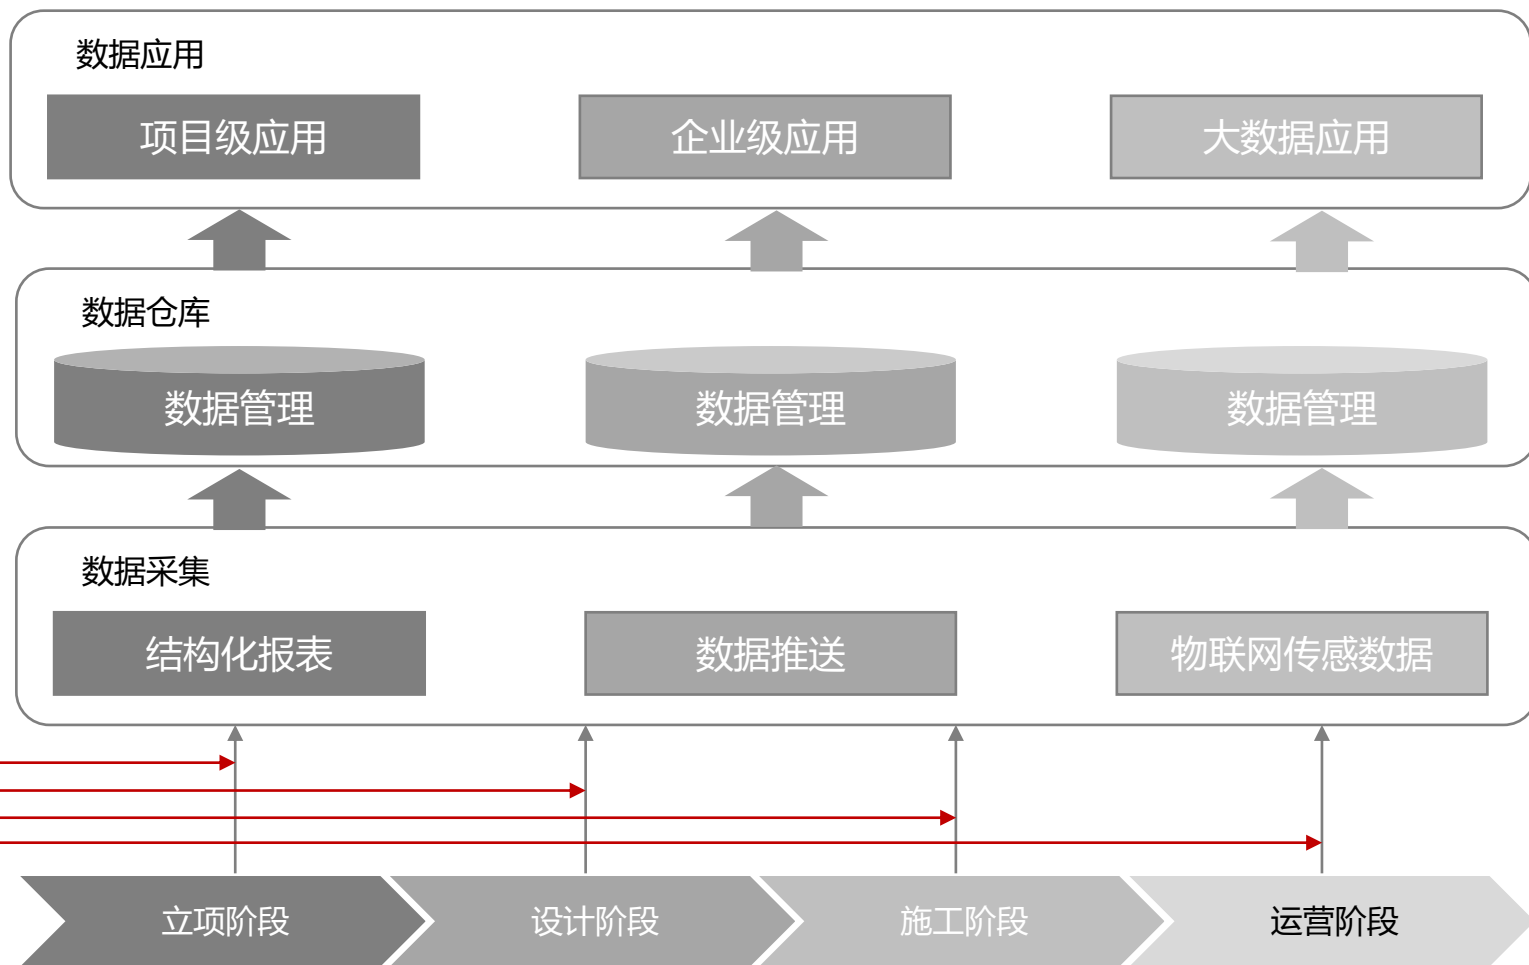 数据应用
项目级应用
企业级应用
大数据应用
数据仓库
数据管理
数据管理
数据管理
数据采集
结构化报表
数据推送
物联网传感数据
立项阶段
设计阶段
施工阶段
运营阶段